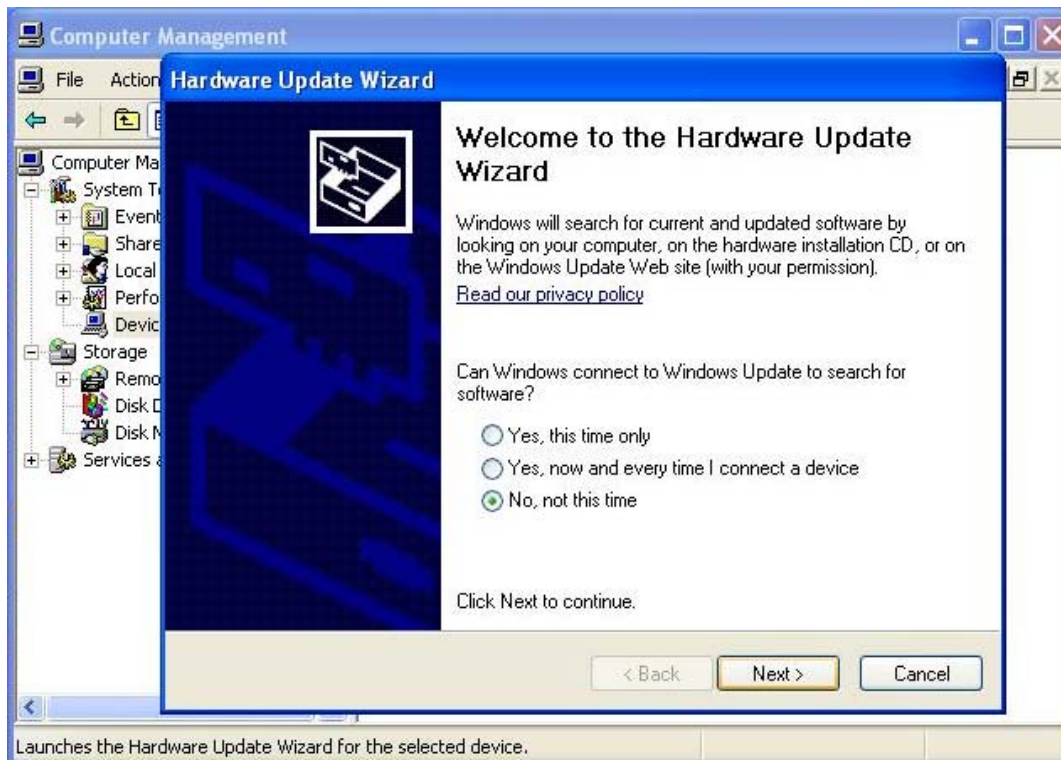 Computer Management
File Action
Hardware Update Wizard
Computer Ma
System T
Event
Share
Local
Perfo
Devic
Storage
Remo
Disk D
Disk M
Services a
Welcome to the Hardware Update
Wizard
Windows will search for current and updated software by
looking on your computer, on the hardware installation CD, or on
the Windows Update Web site (with your permission).
Read our privacy policy
Can Windows connect to Windows Update to search for
software?
Yes, this time only
Yes, now and every time I connect a device
No, not this time
Click Next to continue.
< Back Next > Cancel
Launches the Hardware Update Wizard for the selected device.